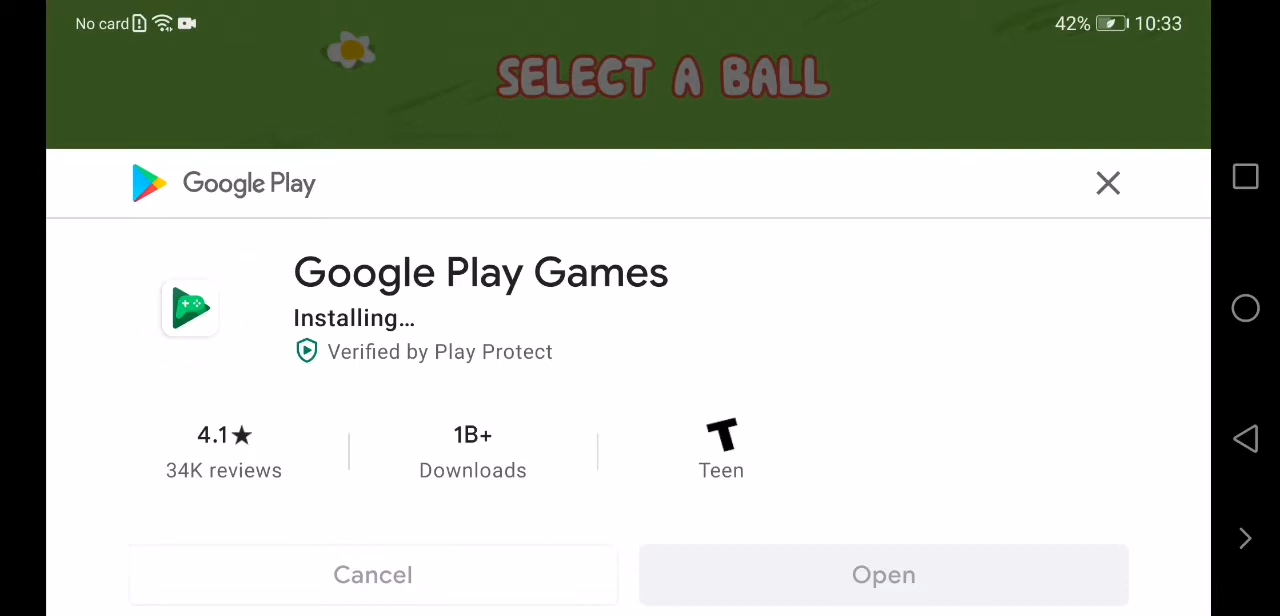 No card
42% 10:33
SELECT A BALL
Google Play
Google Play Games
Installing...
Verified by Play Protect
4.1★ 1B+ T
34K reviews Downloads Teen
Cancel Open